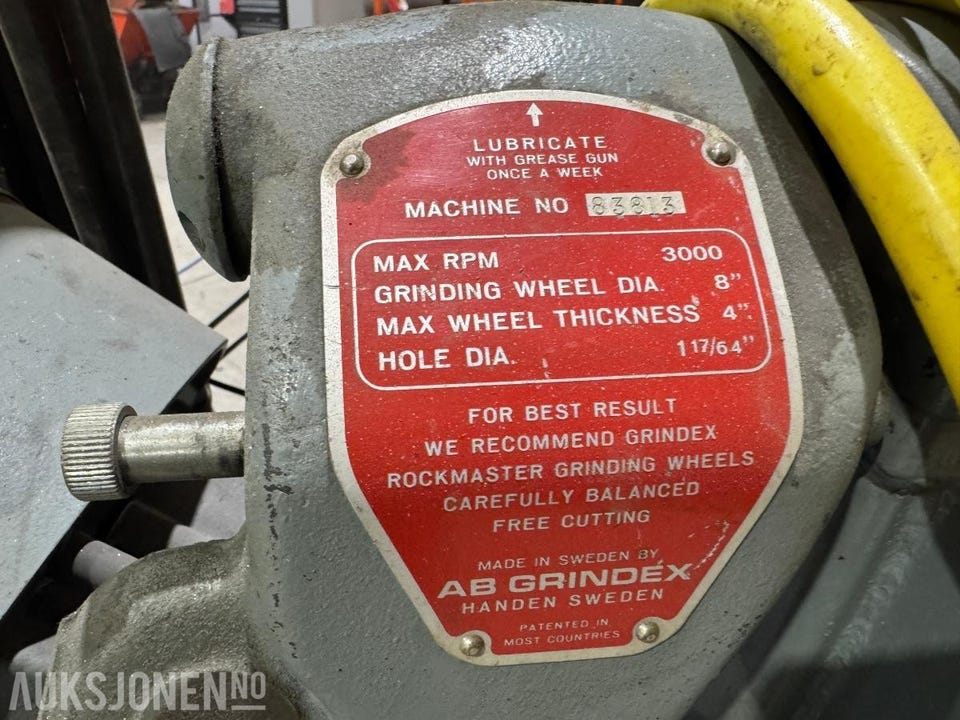 LUBRICATE
WITH GREASE GUN
ONCE A WEEK
MACHINE NO 83813
MAX RPM 3000
GRINDING WHEEL DIA. 8"
MAX WHEEL THICKNESS 4"
HOLE DIA. 1 17/64"
FOR BEST RESULT
WE RECOMMEND GRINDEX
ROCKMASTER GRINDING WHEELS
CAREFULLY BALANCED
FREE CUTTING
MADE IN SWEDEN BY
AB GRINDEX
HANDEN SWEDEN
PATENTED IN
MOST COUNTRIES
AUKSJONEN NO